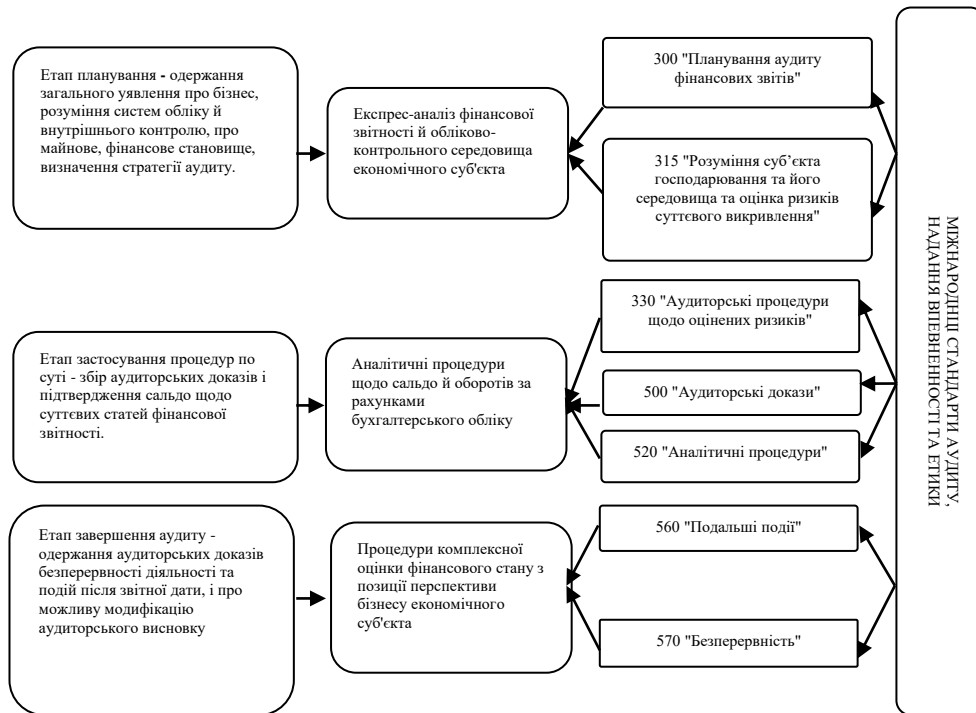 Етап планування - одержання
загального уявлення про бізнес,
розуміння систем обліку й
внутрішнього контролю, про
майнове, фінансове становище,
визначення стратегії аудиту.
Експрес-аналіз фінансової
звітності й обліково-
контрольного середовища
економічного суб'єкта
300 "Планування аудиту
фінансових звітів"
315 "Розуміння суб’єкта
господарювання та його
середовища та оцінка ризиків
суттєвого викривлення"
Етап застосування процедур по
суті - збір аудиторських доказів і
підтвердження сальдо щодо
суттєвих статей фінансової
звітності.
Аналітичні процедури
щодо сальдо й оборотів за
рахунками
бухгалтерського обліку
330 "Аудиторські процедури
щодо оцінених ризиків"
500 "Аудиторські докази"
520 "Аналітичні процедури"
Етап завершення аудиту -
одержання аудиторських доказів
безперервності діяльності та
подій після звітної дати, і про
можливу модифікацію
аудиторського висновку
Процедури комплексної
оцінки фінансового стану з
позиції перспективи
бізнесу економічного
суб'єкта
560 "Подальші події"
570 "Безперервність"
МІЖНАРОДНІЦІ СТАНДАРТИ АУДИТУ,
НАДАННЯ ВПЕВНЕННОСТІ ТА ЕТИКИ